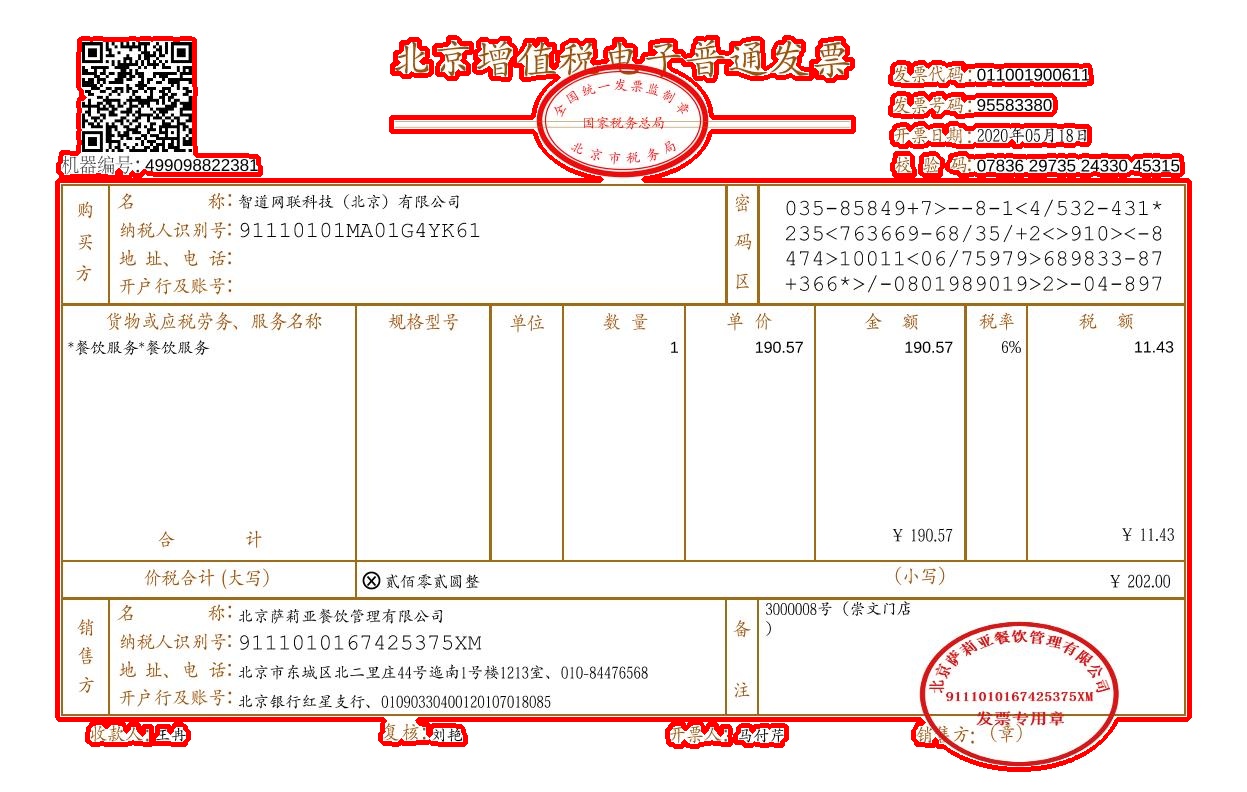 北京增值税电子普通发票
全国统一发票监制章
国家税务总局
北京市税务局
发票代码:011001900611
发票号码:95583380
开票日期:2020年05月18日
校验码:07836 29735 24330 45315
机器编号:499098822381
购买方
名称:智道网联科技（北京）有限公司
纳税人识别号:91110101MA01G4YK61
地址、电话:
开户行及账号:
密码区
035-85849+7>--8-1<4/532-431*
235<763669-68/35/+2<>910><-8
474>10011<06/75979>689833-87
+366*>/-0801989019>2>-04-897
货物或应税劳务、服务名称 规格型号 单位 数量 单价 金额 税率 税额
*餐饮服务*餐饮服务 1 190.57 190.57 6% 11.43
合计 ¥ 190.57 ¥ 11.43
价税合计 (大写) ⊗贰佰零贰圆整 (小写) ¥ 202.00
销售方
名称:北京萨莉亚餐饮管理有限公司
纳税人识别号:9111010167425375XM
地址、电话:北京市东城区北二里庄44号迤南1号楼1213室、010-84476568
开户行及账号:北京银行红星支行、01090330400120107018085
备注
3000008号（崇文门店
）
北京萨莉亚餐饮管理有限公司
9111010167425375XM
发票专用章
收款人:王冉 复核:刘艳 开票人:马付芹 销售方:（章）